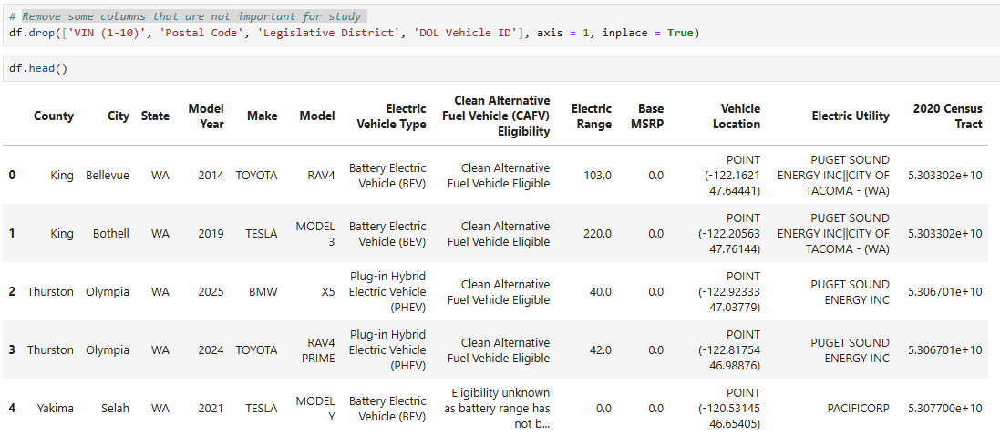 # Remove some columns that are not important for study
df.drop(['VIN (1-10)', 'Postal Code', 'Legislative District', 'DOL Vehicle ID'], axis = 1, inplace = True)
df.head()
County City State Model Year Make Model Electric Vehicle Type Clean Alternative Fuel Vehicle (CAFV) Eligibility Electric Range Base MSRP Vehicle Location Electric Utility 2020 Census Tract
0 King Bellevue WA 2014 TOYOTA RAV4 Battery Electric Vehicle (BEV) Clean Alternative Fuel Vehicle Eligible 103.0 0.0 POINT (-122.1621 47.64441) PUGET SOUND ENERGY INC||CITY OF TACOMA - (WA) 5.303302e+10
1 King Bothell WA 2019 TESLA MODEL 3 Battery Electric Vehicle (BEV) Clean Alternative Fuel Vehicle Eligible 220.0 0.0 POINT (-122.20563 47.76144) PUGET SOUND ENERGY INC||CITY OF TACOMA - (WA) 5.303302e+10
2 Thurston Olympia WA 2025 BMW X5 Plug-in Hybrid Electric Vehicle (PHEV) Clean Alternative Fuel Vehicle Eligible 40.0 0.0 POINT (-122.92333 47.03779) PUGET SOUND ENERGY INC 5.306701e+10
3 Thurston Olympia WA 2024 TOYOTA RAV4 PRIME Plug-in Hybrid Electric Vehicle (PHEV) Clean Alternative Fuel Vehicle Eligible 42.0 0.0 POINT (-122.81754 46.98876) PUGET SOUND ENERGY INC 5.306701e+10
4 Yakima Selah WA 2021 TESLA MODEL Y Battery Electric Vehicle (BEV) Eligibility unknown as battery range has not b... 0.0 0.0 POINT (-120.53145 46.65405) PACIFICORP 5.307700e+10